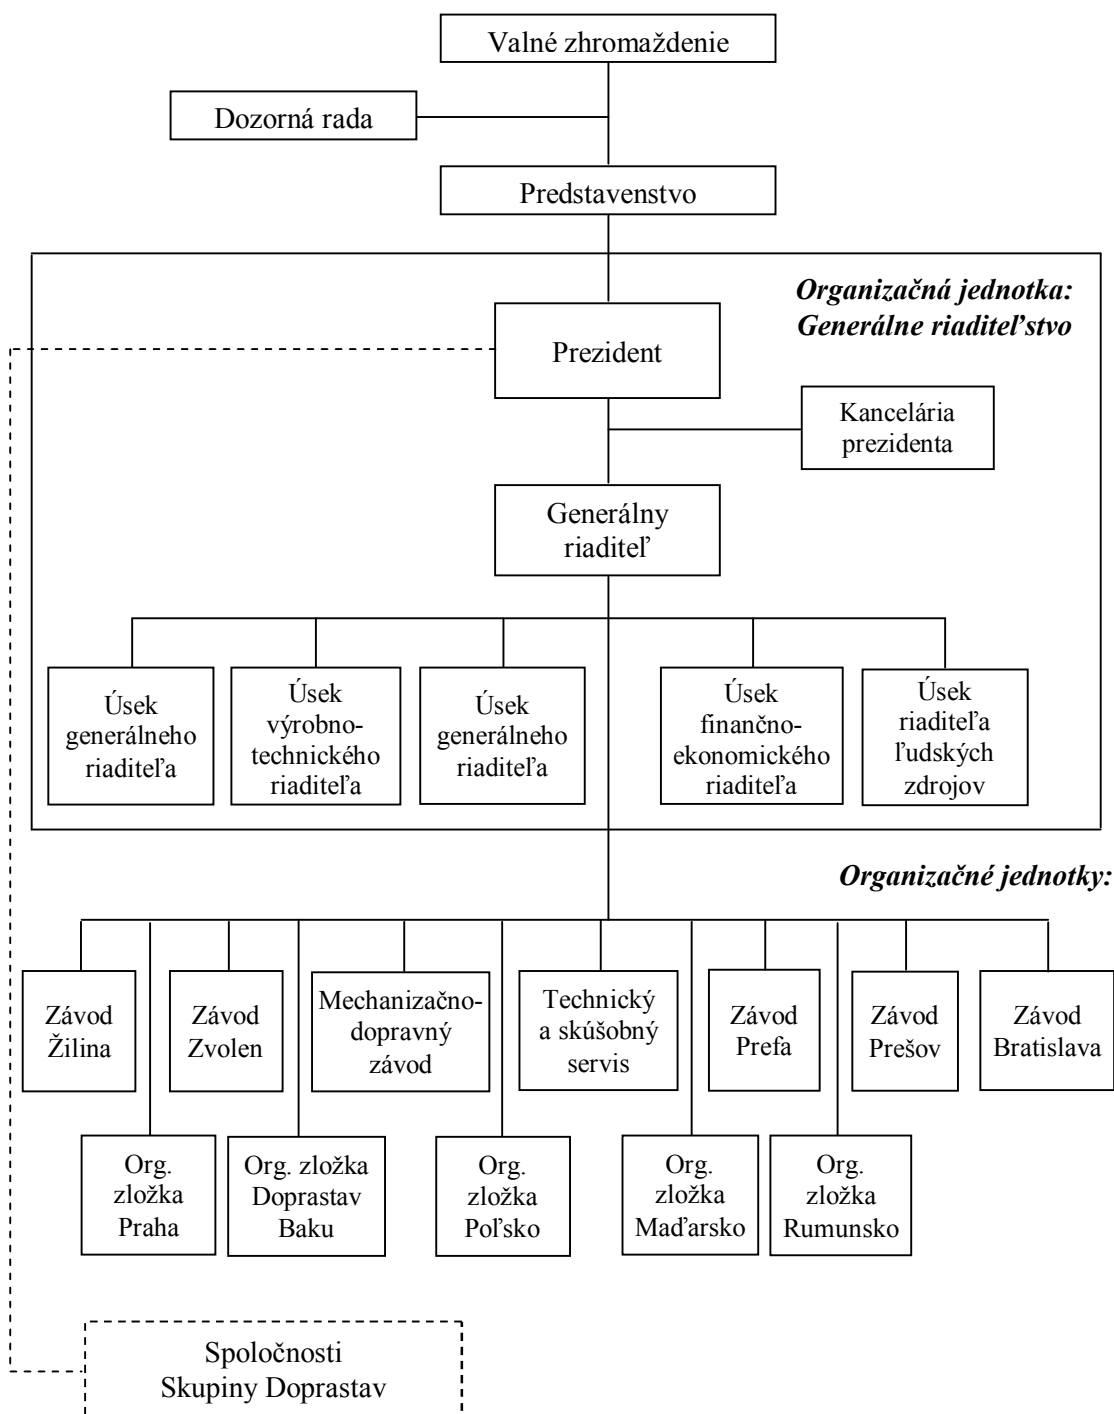 Valné zhromaždenie
Dozorná rada
Predstavenstvo
Organizačná jednotka:
Generálne riaditeľstvo
Prezident
Kancelária
prezidenta
Generálny
riaditeľ
Úsek
generálneho
riaditeľa
Úsek
výrobno-
technického
riaditeľa
Úsek
generálneho
riaditeľa
Úsek
finančno-
ekonomického
riaditeľa
Úsek
riaditeľa
ľudských
zdrojov
Organizačné jednotky:
Závod
Žilina
Závod
Zvolen
Mechanizačno-
dopravný
závod
Technický
a skúšobný
servis
Závod
Prefa
Závod
Prešov
Závod
Bratislava
Org.
zložka
Praha
Org. zložka
Doprastav
Baku
Org.
zložka
Poľsko
Org.
zložka
Maďarsko
Org.
zložka
Rumunsko
Spoločnosti
Skupiny Doprastav